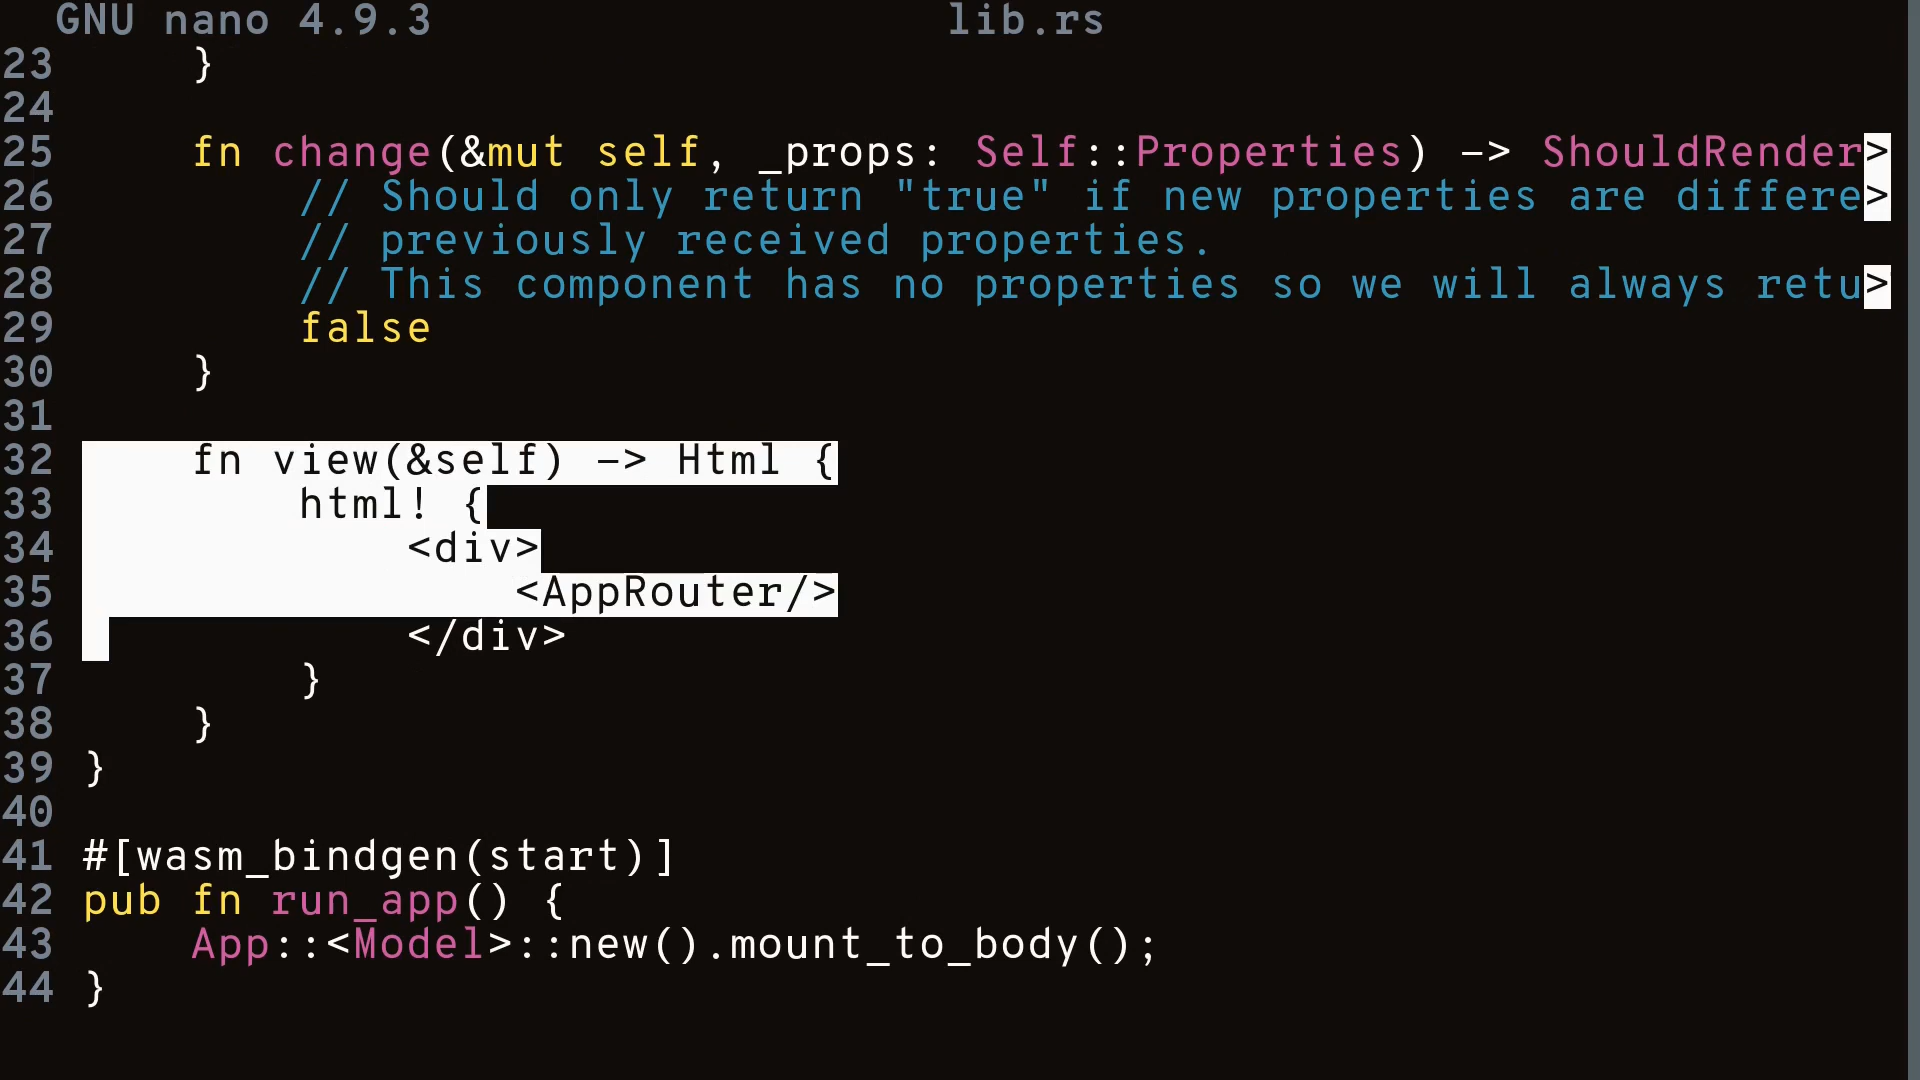 GNU nano 4.9.3 lib.rs
23     }
24
25     fn change(&mut self, _props: Self::Properties) -> ShouldRender>
26         // Should only return "true" if new properties are differe>
27         // previously received properties.
28         // This component has no properties so we will always retu>
29         false
30     }
31
32     fn view(&self) -> Html {
33         html! {
34             <div>
35                 <AppRouter/>
36             </div>
37         }
38     }
39 }
40
41 #[wasm_bindgen(start)]
42 pub fn run_app() {
43     App::<Model>::new().mount_to_body();
44 }